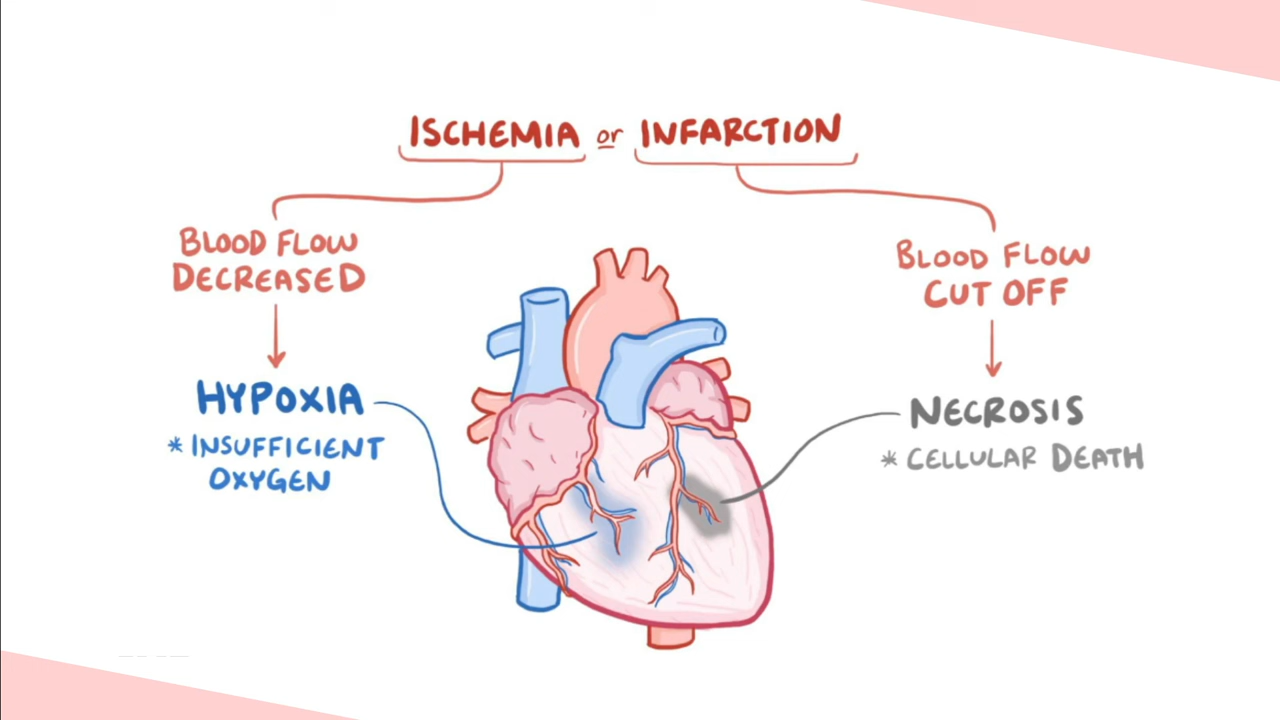 ISCHEMIA or INFARCTION
BLOOD FLOW
DECREASED
HYPOXIA
* INSUFFICIENT
OXYGEN
BLOOD FLOW
CUT OFF
NECROSIS
* CELLULAR DEATH